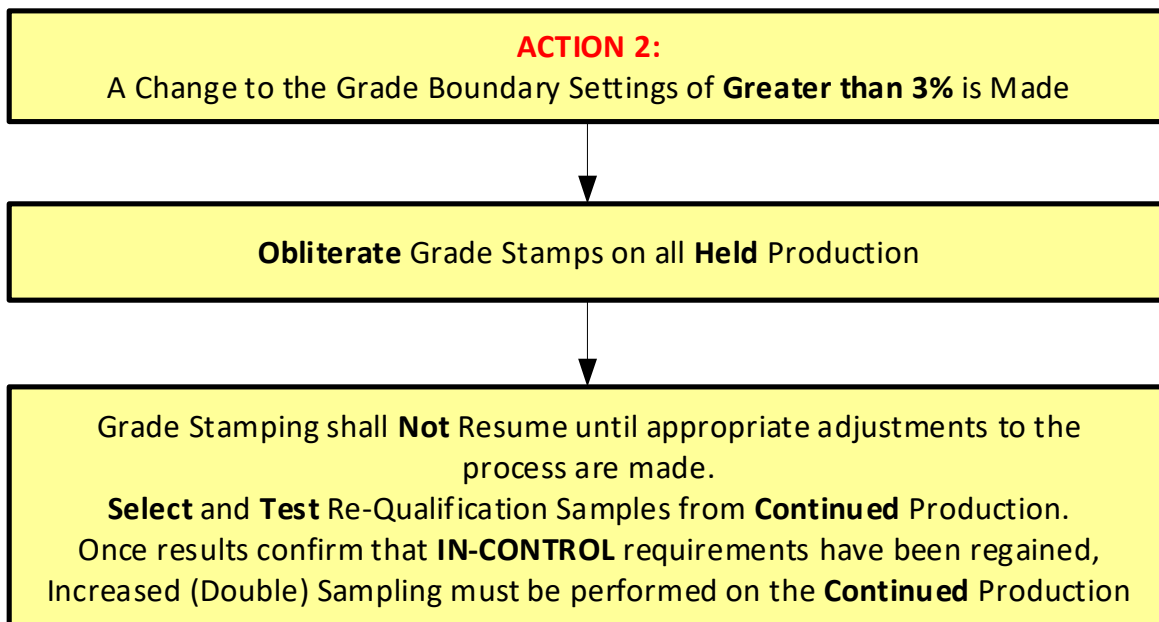 ACTION 2:
A Change to the Grade Boundary Settings of Greater than 3% is Made
Obliterate Grade Stamps on all Held Production
Grade Stamping shall Not Resume until appropriate adjustments to the
process are made.
Select and Test Re-Qualification Samples from Continued Production.
Once results confirm that IN-CONTROL requirements have been regained,
Increased (Double) Sampling must be performed on the Continued Production